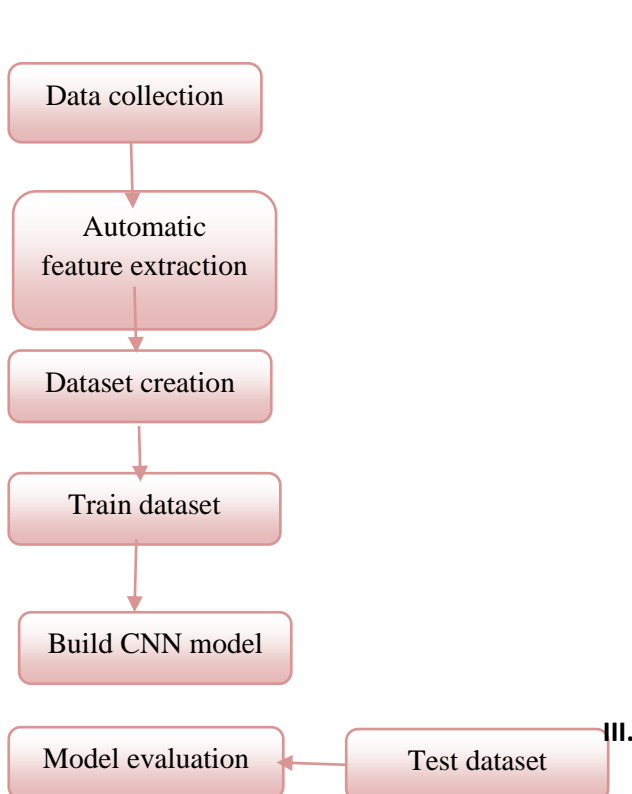 Data collection
Automatic
feature extraction
Dataset creation
Train dataset
Build CNN model
III.
Model evaluation
Test dataset